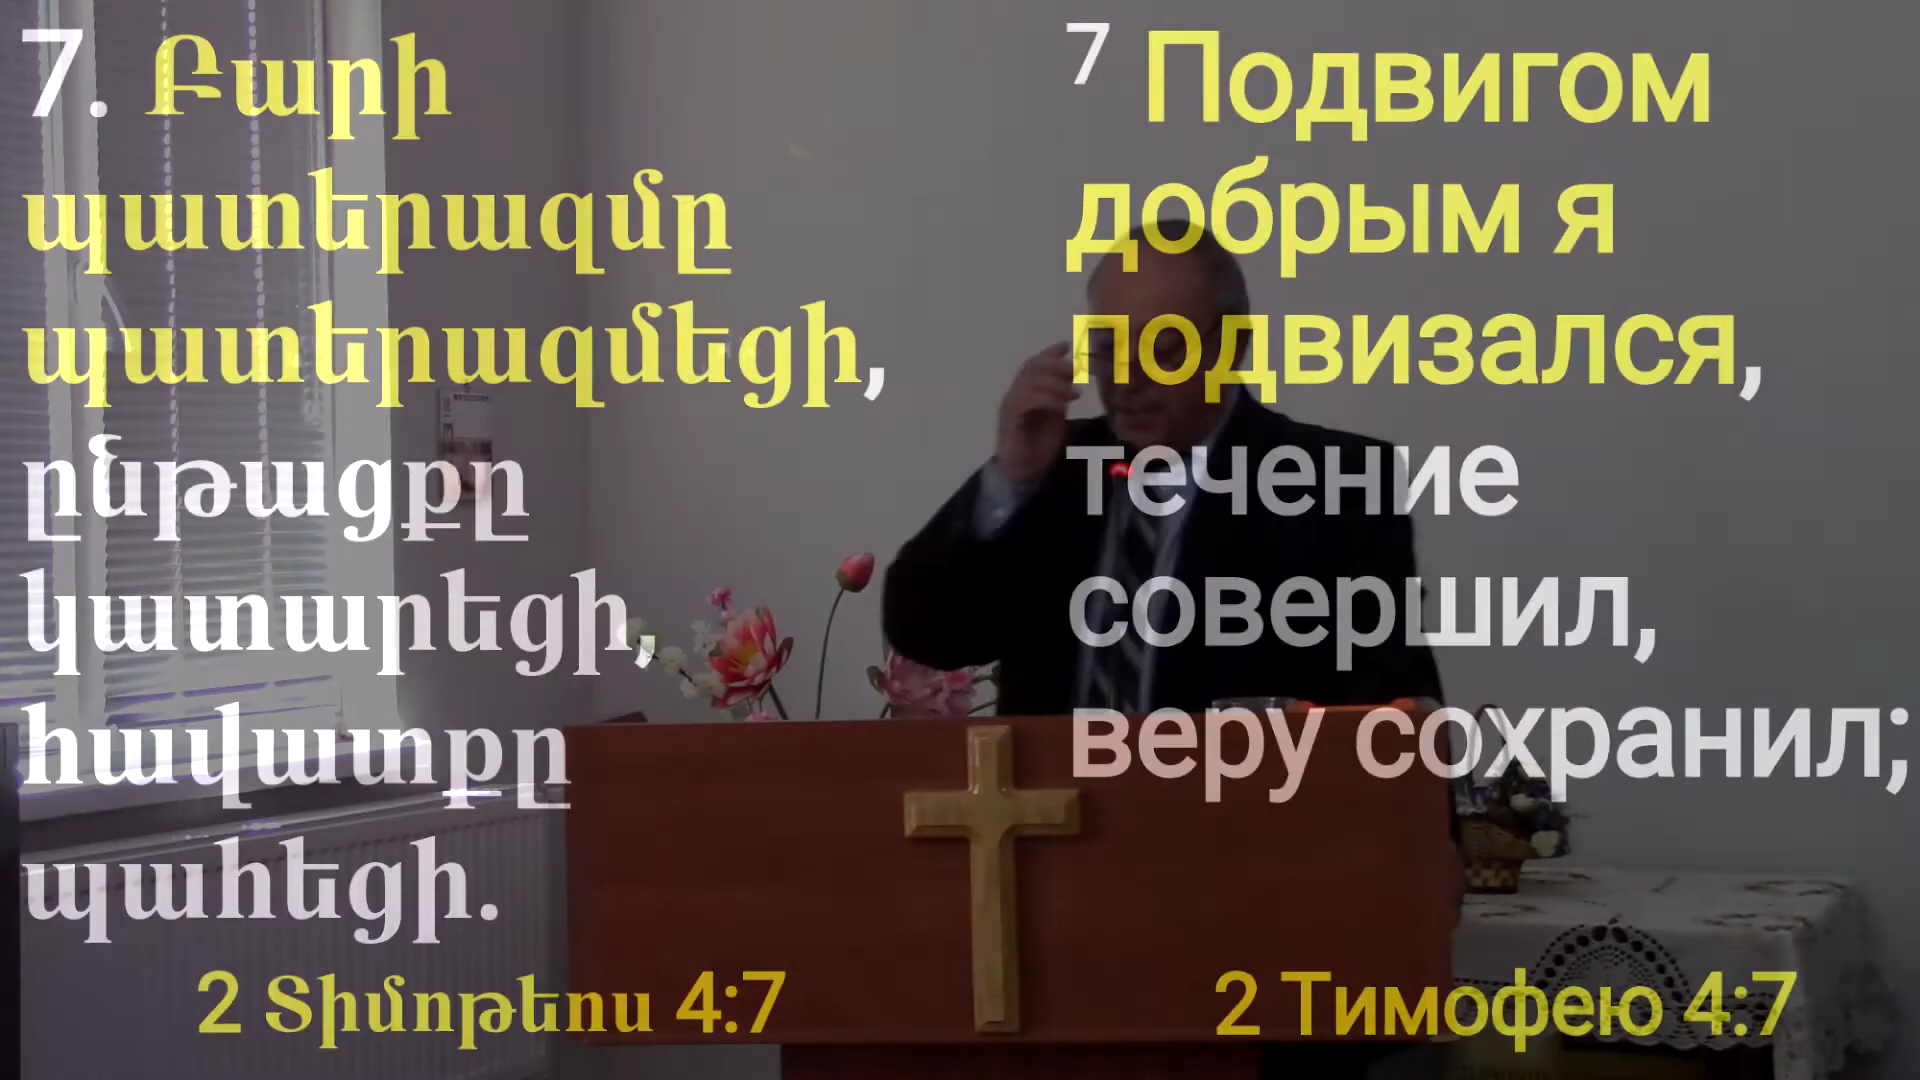 7. Բարի
պատերազմը
պատերազմեցի,
ընթացքը
կատարեցի,
հավատքը
պահեցի.
2 Տիմոթեոս 4:7
7 Подвигом
добрым я
подвизался,
течение
совершил,
веру сохранил;
2 Тимофею 4:7